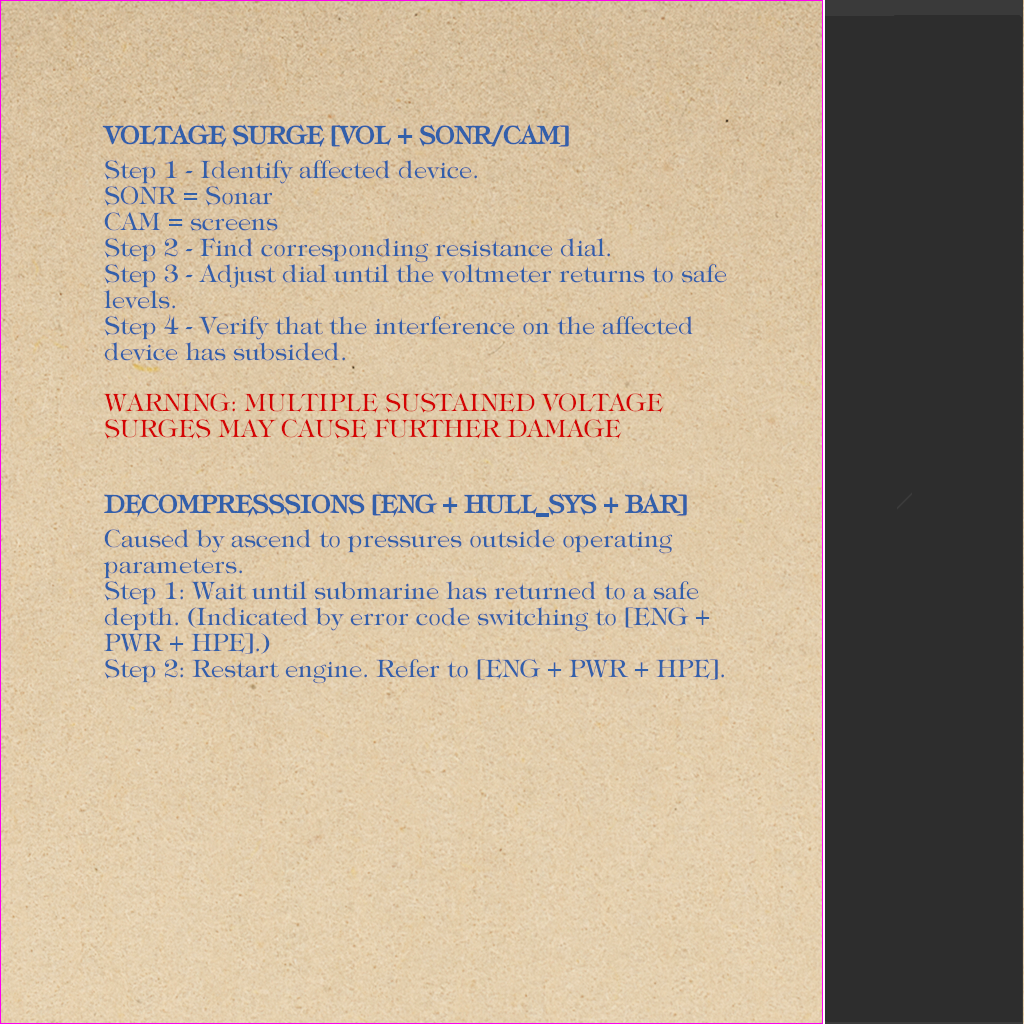 VOLTAGE SURGE [VOL + SONR/CAM]
Step 1 - Identify affected device.
SONR = Sonar
CAM = screens
Step 2 - Find corresponding resistance dial.
Step 3 - Adjust dial until the voltmeter returns to safe
levels.
Step 4 - Verify that the interference on the affected
device has subsided.
WARNING: MULTIPLE SUSTAINED VOLTAGE
SURGES MAY CAUSE FURTHER DAMAGE
DECOMPRESSSIONS [ENG + HULL_SYS + BAR]
Caused by ascend to pressures outside operating
parameters.
Step 1: Wait until submarine has returned to a safe
depth. (Indicated by error code switching to [ENG +
PWR + HPE].)
Step 2: Restart engine. Refer to [ENG + PWR + HPE].